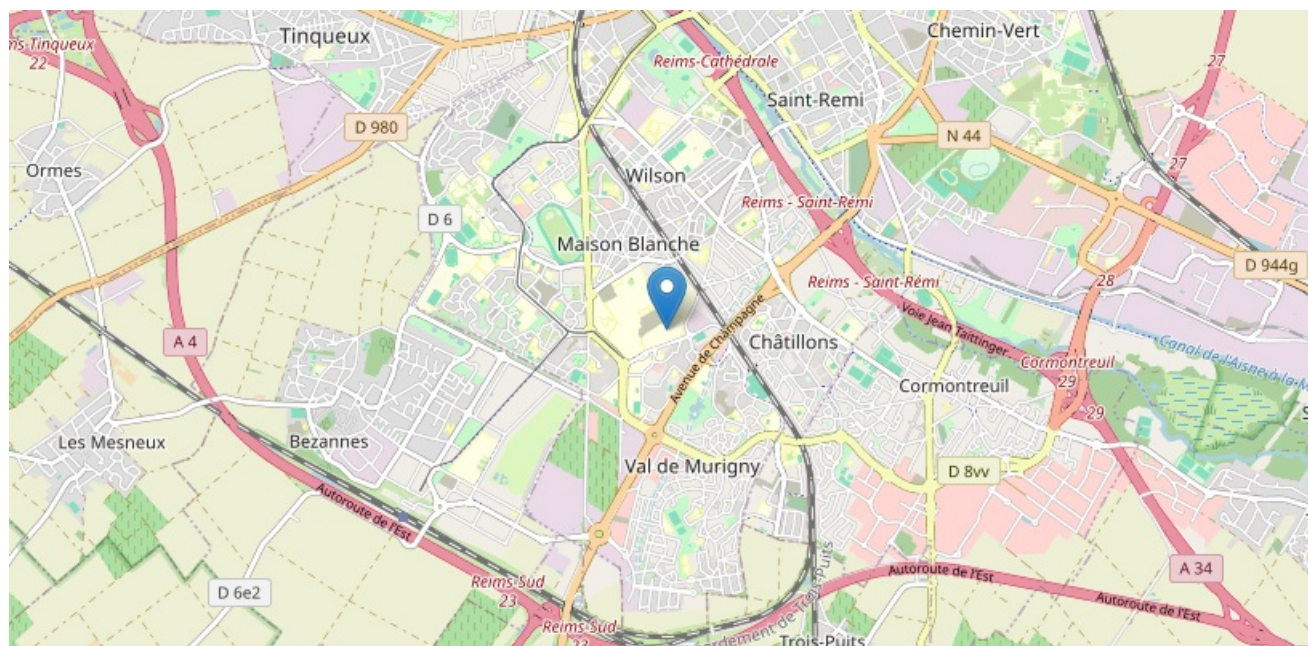 Tinqueux
Chemin-Vert
22
Reims-Cathédrale
27
Saint-Remi
D 980
N 44
Ormes
Wilson
27
D 6
Reims - Saint-Rémi
Maison Blanche
D 944g
Reims - Saint-Rémi
28
Voie Jean Taittinger
A 4
Avenue de Champagne
Châtillons
Canal de l'Aisne à la
Cormontreuil
29
Cormontreuil
29
Les Mesneux
Bezannes
Val de Murigny
D 8vv
Autoroute de l'Est
A 34
Autoroute de l'Est
Reims-Sud
23
D 6e2
Autoroute de l'Est
Reims-Sud
Trois-Puits